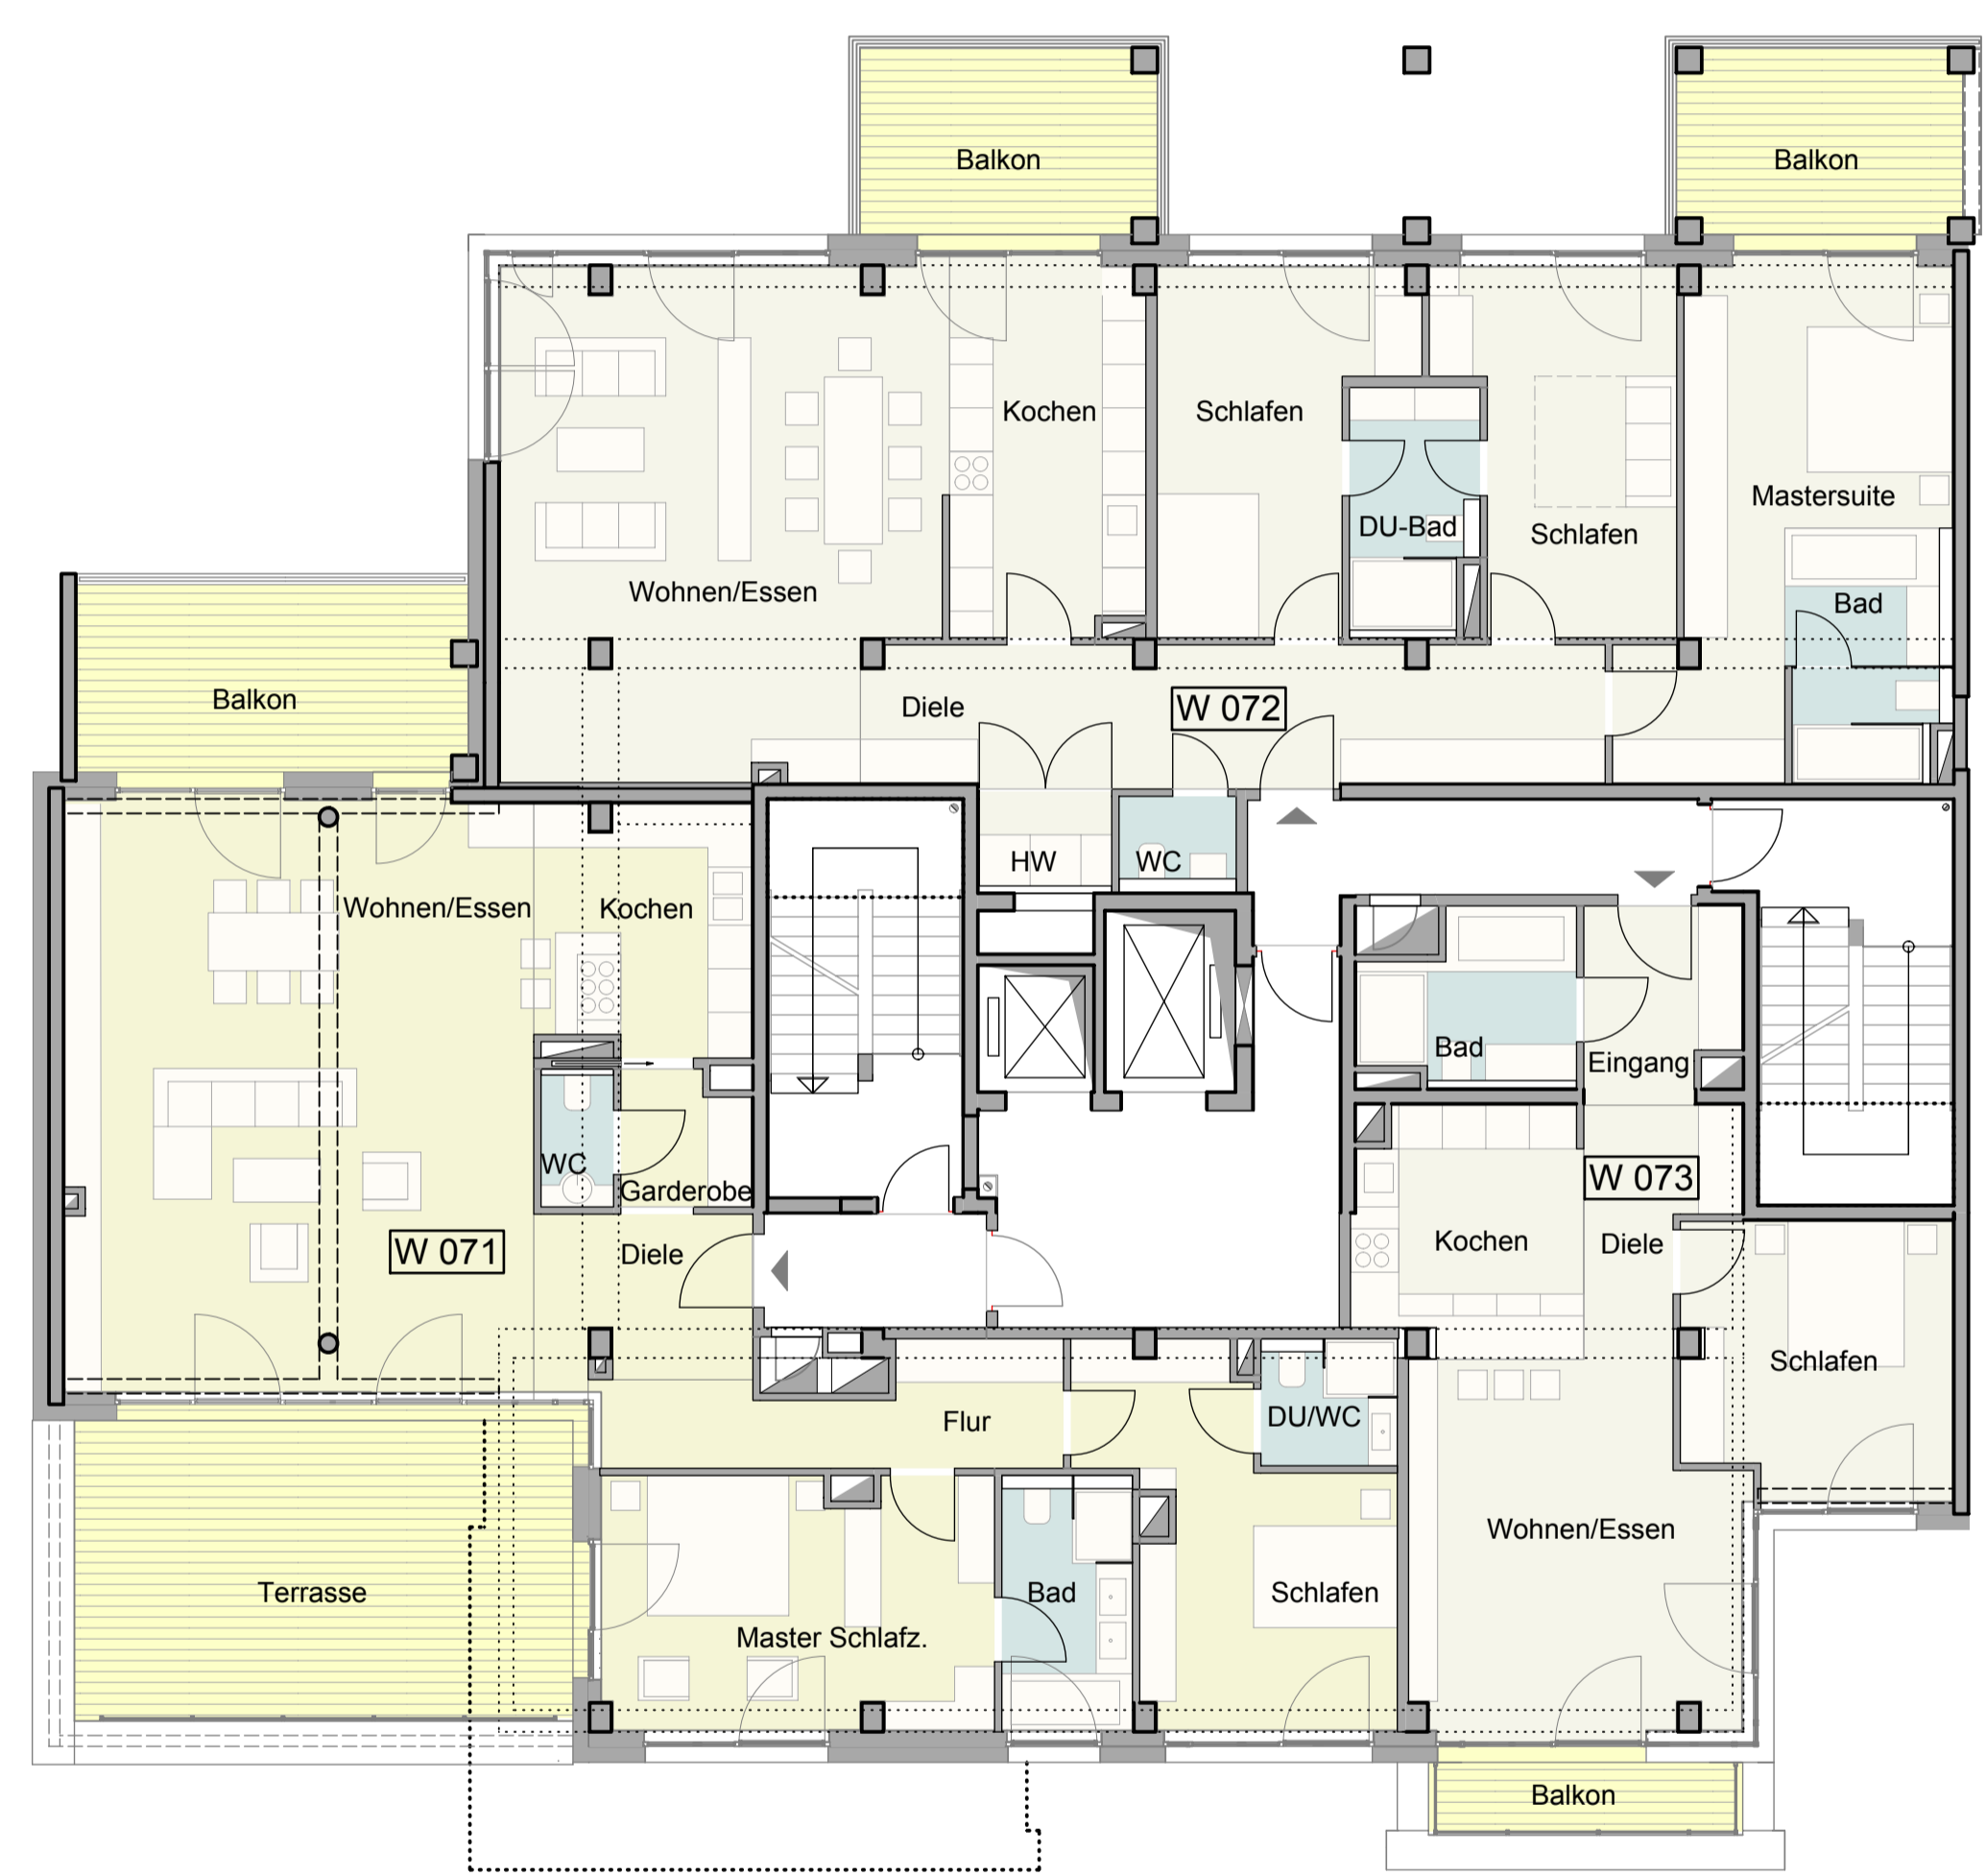 Balkon
Balkon
Kochen
Schlafen
Mastersuite
DU-Bad
Schlafen
Wohnen/Essen
Bad
Balkon
Diele
W 072
HW
WC
Wohnen/Essen
Kochen
Bad
Eingang
WC
Garderobe
W 073
W 071
Diele
Kochen
Diele
Schlafen
Flur
DU/WC
Wohnen/Essen
Terrasse
Bad
Schlafen
Master Schlafz.
Balkon